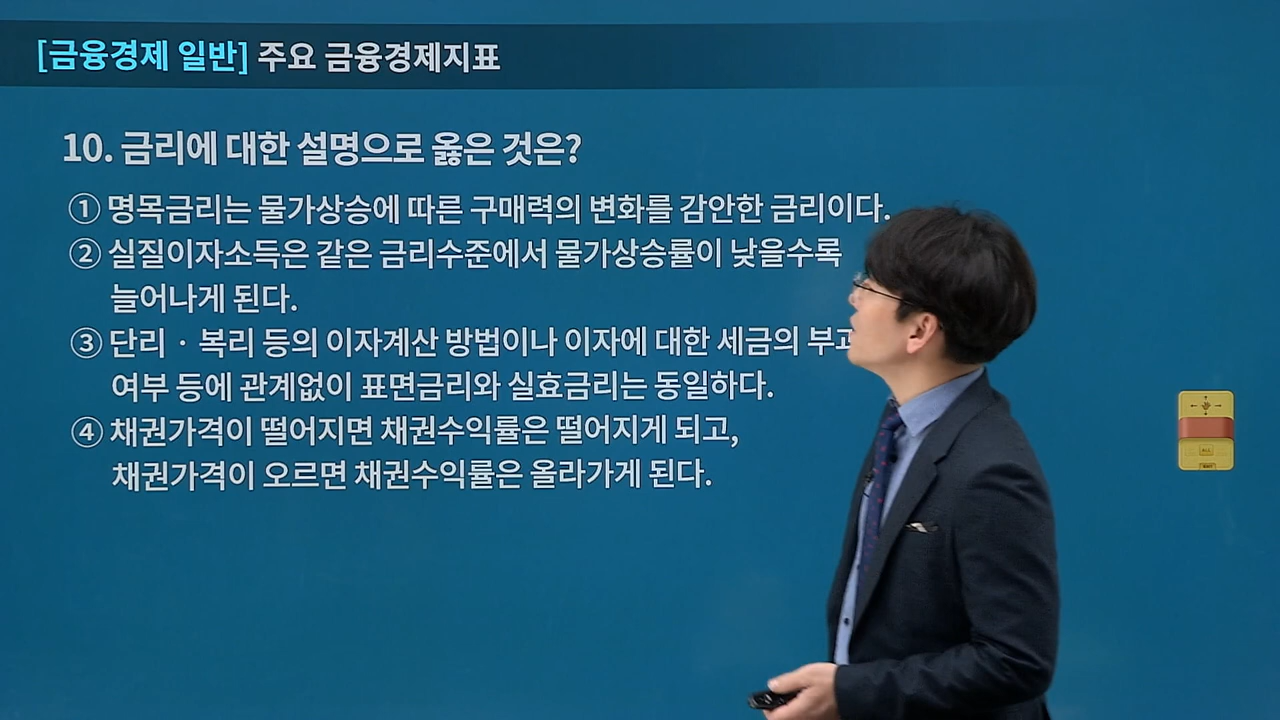 [금융경제 일반] 주요 금융경제지표
10. 금리에 대한 설명으로 옳은 것은?
① 명목금리는 물가상승에 따른 구매력의 변화를 감안한 금리이다.
② 실질이자소득은 같은 금리수준에서 물가상승률이 낮을수록
늘어나게 된다.
③ 단리 · 복리 등의 이자계산 방법이나 이자에 대한 세금의
여부 등에 관계없이 표면금리와 실효금리는 동일하다.
④ 채권가격이 떨어지면 채권수익률은 떨어지게 되고,
채권가격이 오르면 채권수익률은 올라가게 된다.
ALL